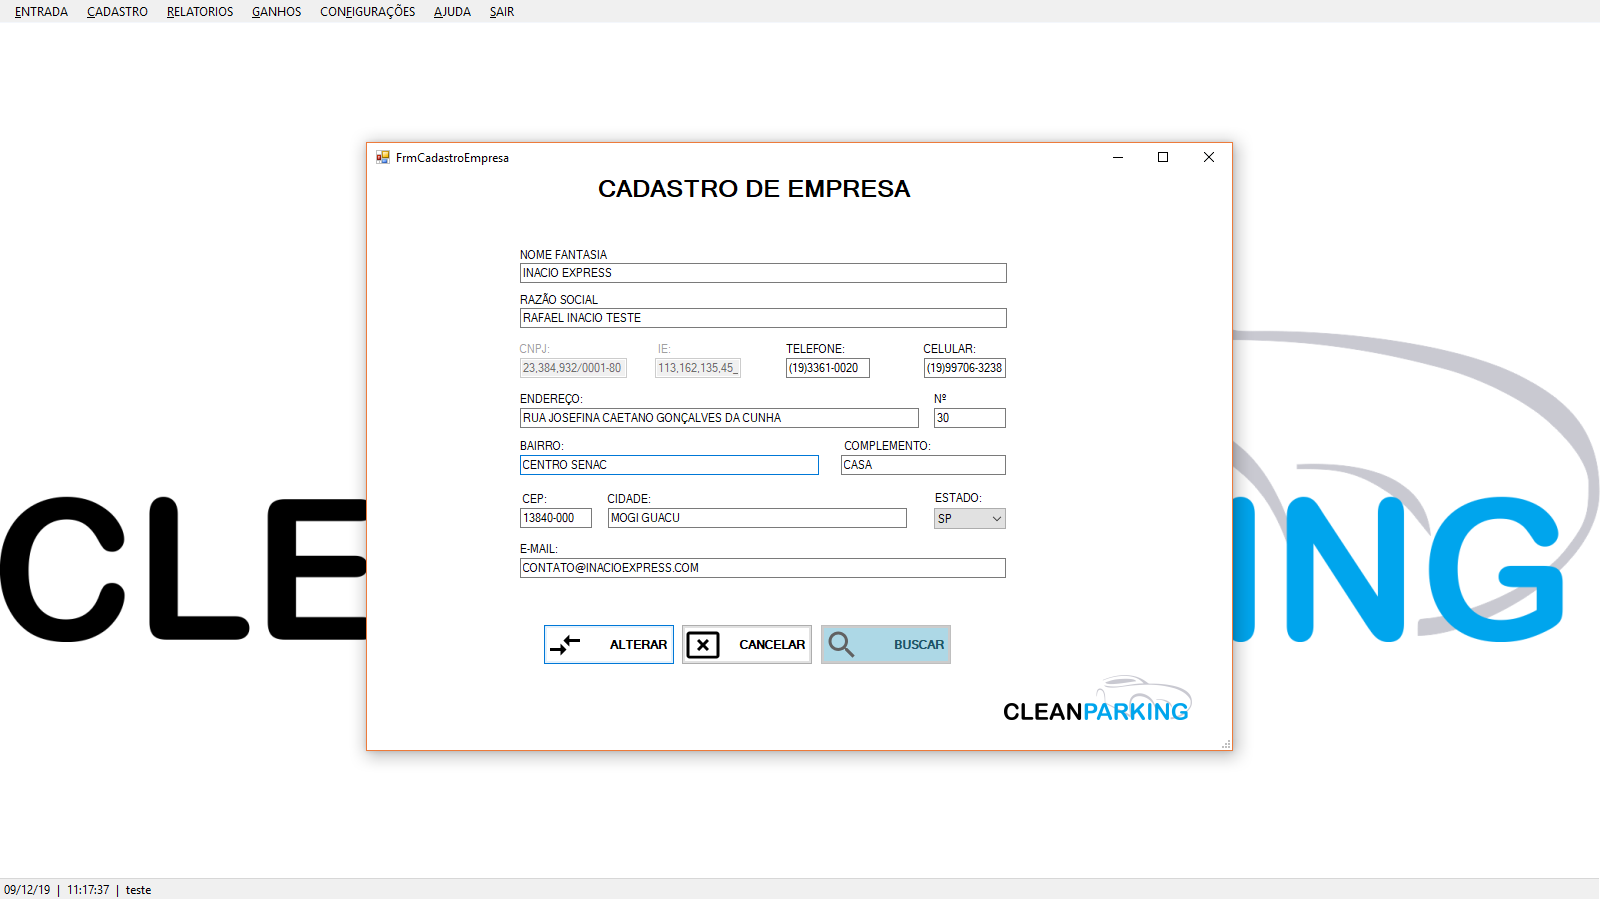 ENTRADA CADASTRO RELATORIOS GANHOS CONFIGURAÇÕES AJUDA SAIR
FrmCadastroEmpresa
CADASTRO DE EMPRESA
NOME FANTASIA
INACIO EXPRESS
RAZÃO SOCIAL
RAFAEL INACIO TESTE
CNPJ: IE: TELEFONE: CELULAR:
23,384,932/0001-80 113,162,135,45_ (19)3361-0020 (19)99706-3238
ENDEREÇO: Nº
RUA JOSEFINA CAETANO GONÇALVES DA CUNHA 30
BAIRRO: COMPLEMENTO:
CENTRO SENAC CASA
CEP: CIDADE: ESTADO:
13840-000 MOGI GUACU SP
E-MAIL:
CONTATO@INACIOEXPRESS.COM
CLE ING
ALTERAR CANCELAR BUSCAR
CLEANPARKING
09/12/19 | 11:17:37 | teste